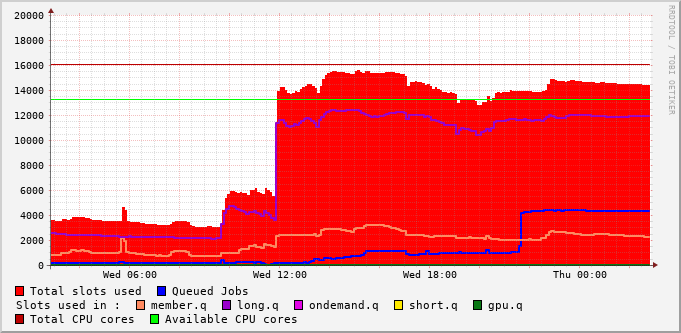 RRDTOOL / TOBI OETIKER
20000
18000
16000
14000
12000
10000
8000
6000
4000
2000
0
Wed 06:00 Wed 12:00 Wed 18:00 Thu 00:00
Total slots used Queued Jobs
Slots used in : member.q long.q ondemand.q short.q gpu.q
Total CPU cores Available CPU cores